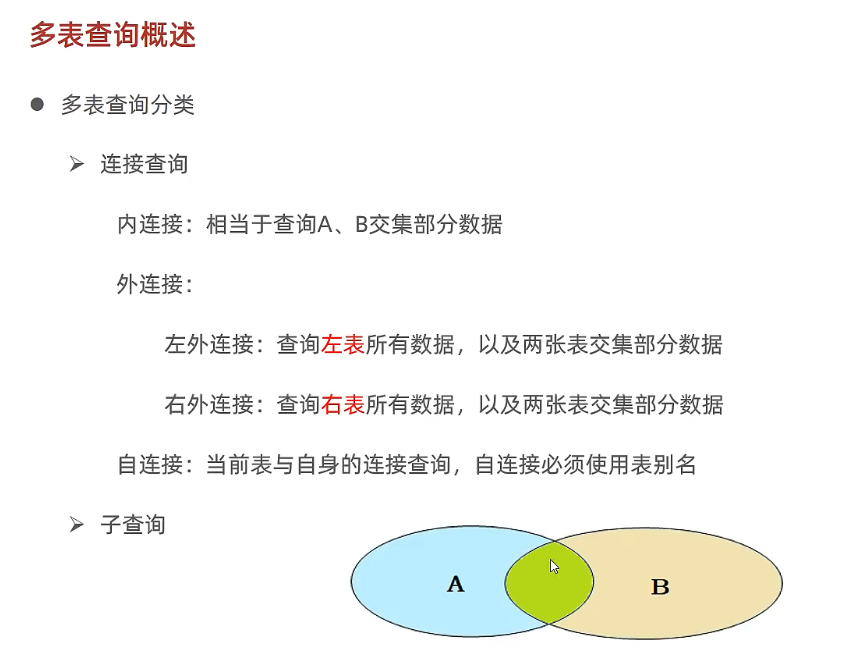 多表查询概述
多表查询分类
连接查询
内连接：相当于查询A、B交集部分数据
外连接：
左外连接：查询左表所有数据，以及两张表交集部分数据
右外连接：查询右表所有数据，以及两张表交集部分数据
自连接：当前表与自身的连接查询，自连接必须使用表别名
子查询
A
B